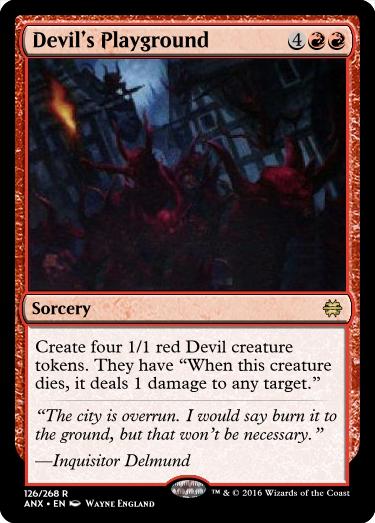 Devil's Playground 4
Sorcery
Create four 1/1 red Devil creature
tokens. They have “When this creature
dies, it deals 1 damage to any target.”
“The city is overrun. I would say burn it to
the ground, but that won't be necessary.”
—Inquisitor Delmund
126/268 R
ANX • EN WAYNE ENGLAND
™ & © 2016 Wizards of the Coast